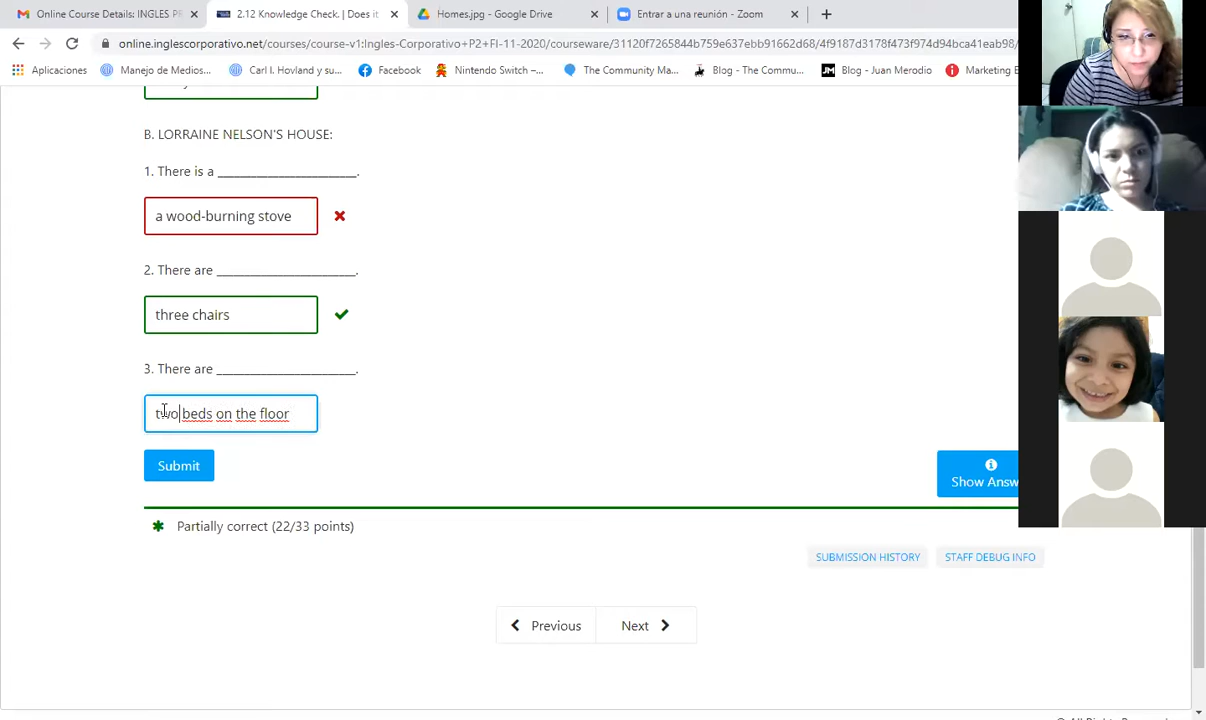 Online Course Details: INGLES PR
2.12 Knowledge Check. | Does it
Homes.jpg - Google Drive
Entrar a una reunión - Zoom
online.inglescorporativo.net/courses/course-v1:Ingles-Corporativo+P2+FI-11-2020/courseware/31120f7265844b759e637ebb91662d68/4f9187d3178f473f974d94bca41eab98/
Aplicaciones
Manejo de Medios...
Carl I. Hovland y su...
Facebook
Nintendo Switch –...
The Community Ma...
Blog - The Commu...
Blog - Juan Merodio
Marketing E
B. LORRAINE NELSON'S HOUSE:
1. There is a ______________________.
a wood-burning stove
2. There are ______________________.
three chairs
3. There are ______________________.
two beds on the floor
Submit
Show Answ
Partially correct (22/33 points)
SUBMISSION HISTORY
STAFF DEBUG INFO
Previous
Next